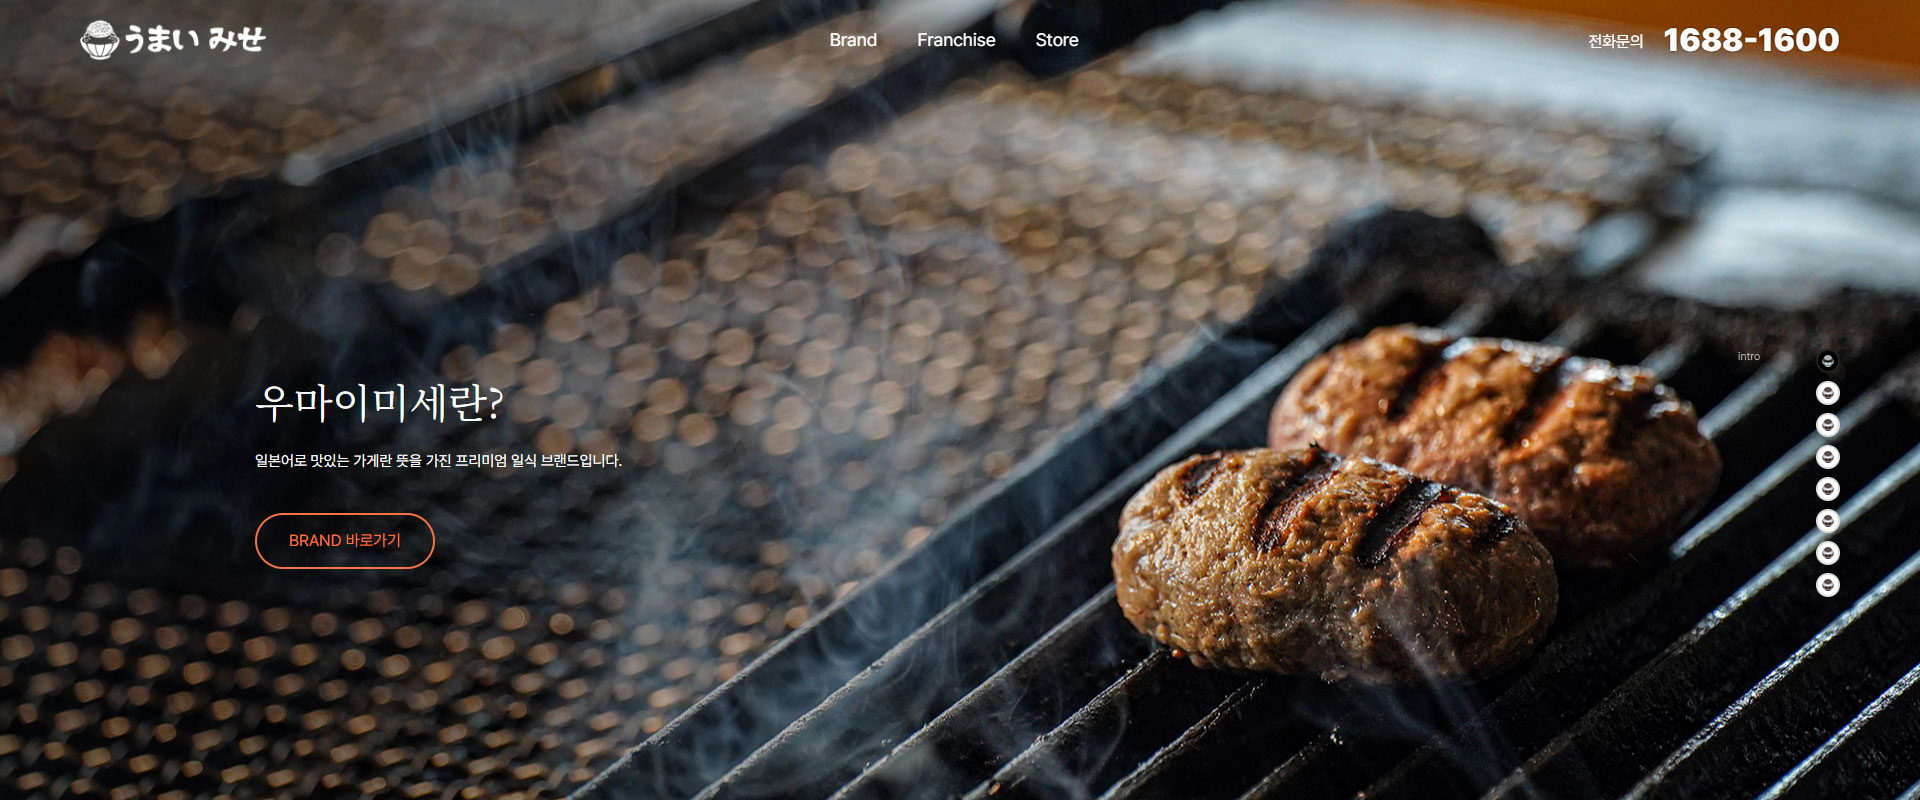 うまい みせ
Brand Franchise Store
전화문의 1688-1600
intro
우마이미세란?
일본어로 맛있는 가게란 뜻을 가진 프리미엄 일식 브랜드입니다.
BRAND 바로가기